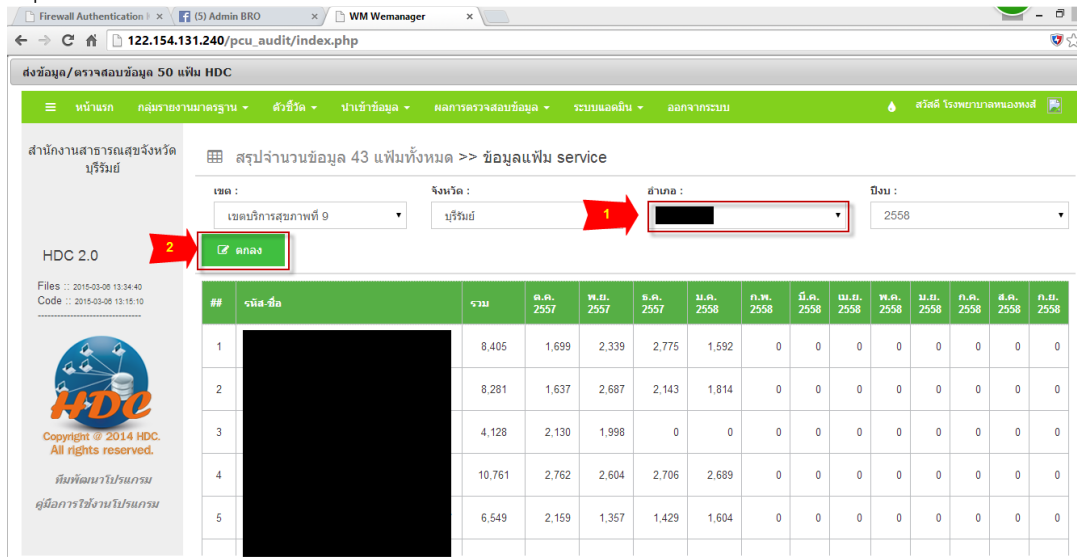 Firewall Authentication
(5) Admin BRO
WM Wemanager
122.154.131.240/pcu_audit/index.php
ส่งข้อมูล/ตรวจสอบข้อมูล 50 แฟ้ม HDC
หน้าแรก กลุ่มรายงานมาตรฐาน ตัวชี้วัด นำเข้าข้อมูล ผลการตรวจสอบข้อมูล ระบบแอดมิน ออกจากระบบ สวัสดี โรงพยาบาลหนองหงส์
สำนักงานสาธารณสุขจังหวัด
บุรีรัมย์
สรุปจำนวนข้อมูล 43 แฟ้มทั้งหมด >> ข้อมูลแฟ้ม service
เขต : จังหวัด : อำเภอ : ปีงบ :
เขตบริการสุขภาพที่ 9 บุรีรัมย์ 1 2558
2 ตกลง
HDC 2.0
Files :: 2015-03-06 13:34:40
Code :: 2015-03-06 13:15:10
--------------------------------
HDC
Copyright @ 2014 HDC.
All rights reserved.
ทีมพัฒนาโปรแกรม
คู่มือการใช้งานโปรแกรม
## รหัส-ชื่อ รวม ต.ค. 2557 พ.ย. 2557 ธ.ค. 2557 ม.ค. 2558 ก.พ. 2558 มี.ค. 2558 เม.ย. 2558 พ.ค. 2558 มิ.ย. 2558 ก.ค. 2558 ส.ค. 2558 ก.ย. 2558
1 8,405 1,699 2,339 2,775 1,592 0 0 0 0 0 0 0 0
2 8,281 1,637 2,687 2,143 1,814 0 0 0 0 0 0 0 0
3 4,128 2,130 1,998 0 0 0 0 0 0 0 0 0 0
4 10,761 2,762 2,604 2,706 2,689 0 0 0 0 0 0 0 0
5 6,549 2,159 1,357 1,429 1,604 0 0 0 0 0 0 0 0